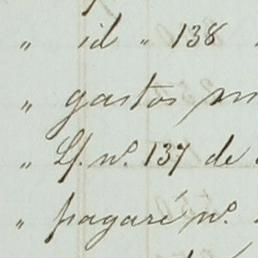 " id " 138
" gastos
" Lf. nº. 137 de
" pagaré nº.